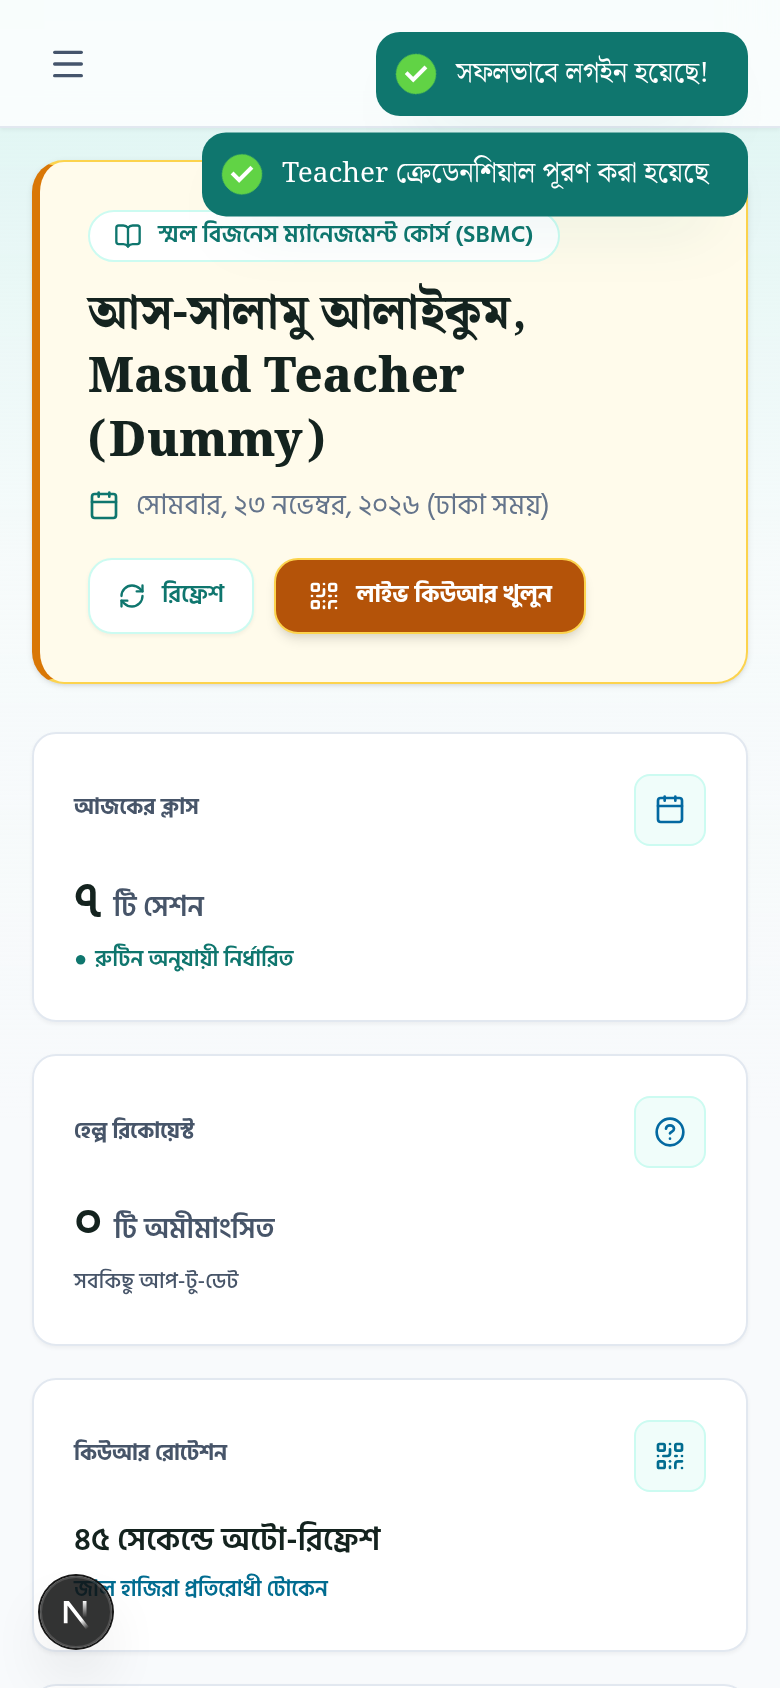 সফলভাবে লগইন হয়েছে!
Teacher ক্রেডেনশিয়াল পূরণ করা হয়েছে
স্মল বিজনেস ম্যানেজমেন্ট কোর্স (SBMC)
আস-সালামু আলাইকুম,
Masud Teacher
(Dummy)
সোমবার, ২৩ নভেম্বর, ২০২৬ (ঢাকা সময়)
রিফ্রেশ
লাইভ কিউআর খুলুন
আজকের ক্লাস
৭ টি সেশন
● রুটিন অনুযায়ী নির্ধারিত
হেল্প রিকোয়েস্ট
০ টি অমীমাংসিত
সবকিছু আপ-টু-ডেট
কিউআর রোটেশন
৪৫ সেকেন্ডে অটো-রিফ্রেশ
জাল হাজিরা প্রতিরোধী টোকেন
N